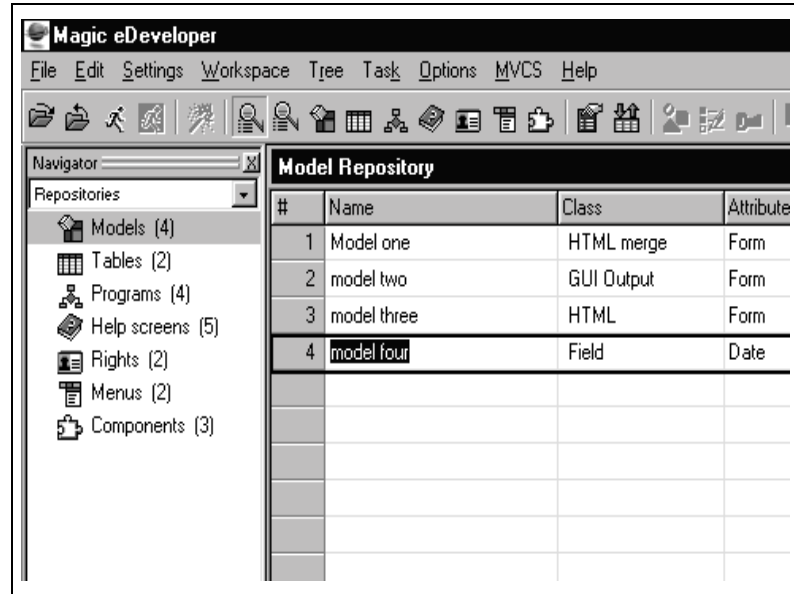 Magic eDeveloper
File Edit Settings Workspace Tree Task Options MVCS Help
Navigator
Repositories
Models (4)
Tables (2)
Programs (4)
Help screens (5)
Rights (2)
Menus (2)
Components (3)
Model Repository
# Name Class Attribute
1 Model one HTML merge Form
2 model two GUI Output Form
3 model three HTML Form
4 model four Field Date